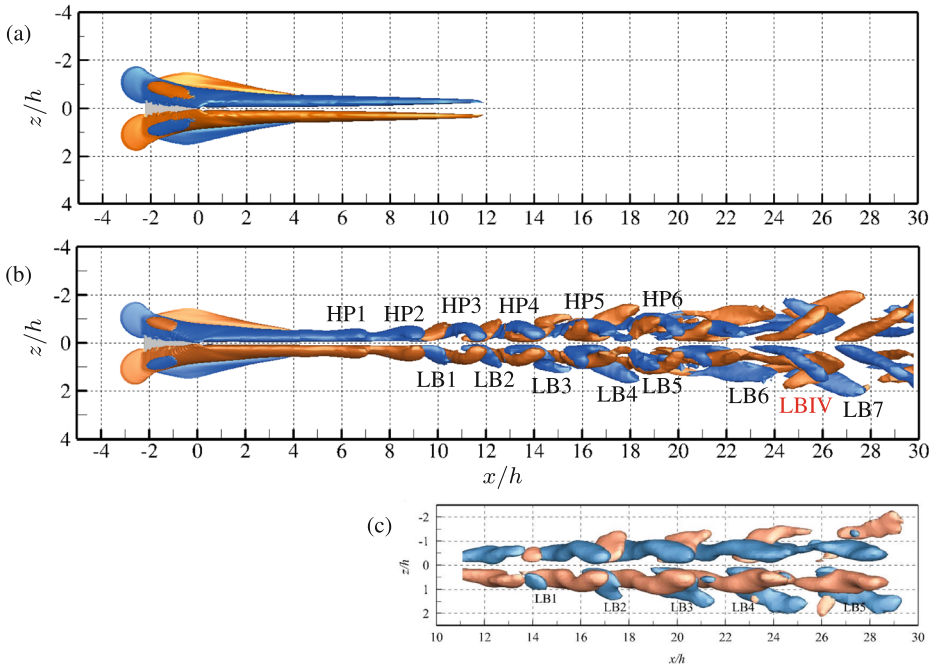 (a)
-4
-2
0
2
4
z/h
-4 -2 0 2 4 6 8 10 12 14 16 18 20 22 24 26 28 30
(b)
-4
-2
0
2
4
z/h
HP1 HP2 HP3 HP4 HP5 HP6
LB1 LB2 LB3 LB4 LB5 LB6 LBIV LB7
-4 -2 0 2 4 6 8 10 12 14 16 18 20 22 24 26 28 30
x/h
(c)
-2
-1
0
1
2
z/h
LB1 LB2 LB3 LB4 LB5
10 12 14 16 18 20 22 24 26 28 30
x/h